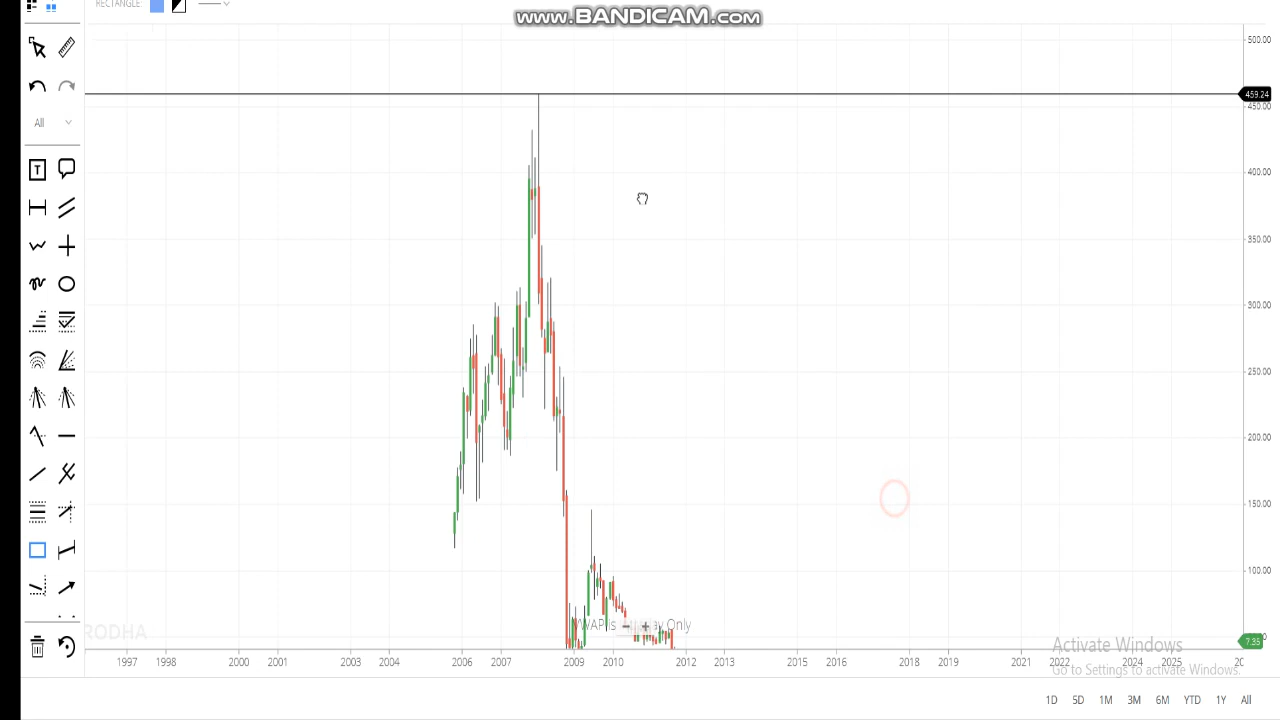 RECTANGLE:
www.BANDICAM.com
All
T
500.00
459.24
450.00
400.00
350.00
300.00
250.00
200.00
150.00
100.00
7.35
VWAP is Only
RODHA
Activate Windows
Go to Settings to activate Windows.
1997 1998 2000 2001 2003 2004 2006 2007 2009 2010 2012 2013 2015 2016 2018 2019 2021 2022 2024 2025
1D 5D 1M 3M 6M YTD 1Y All